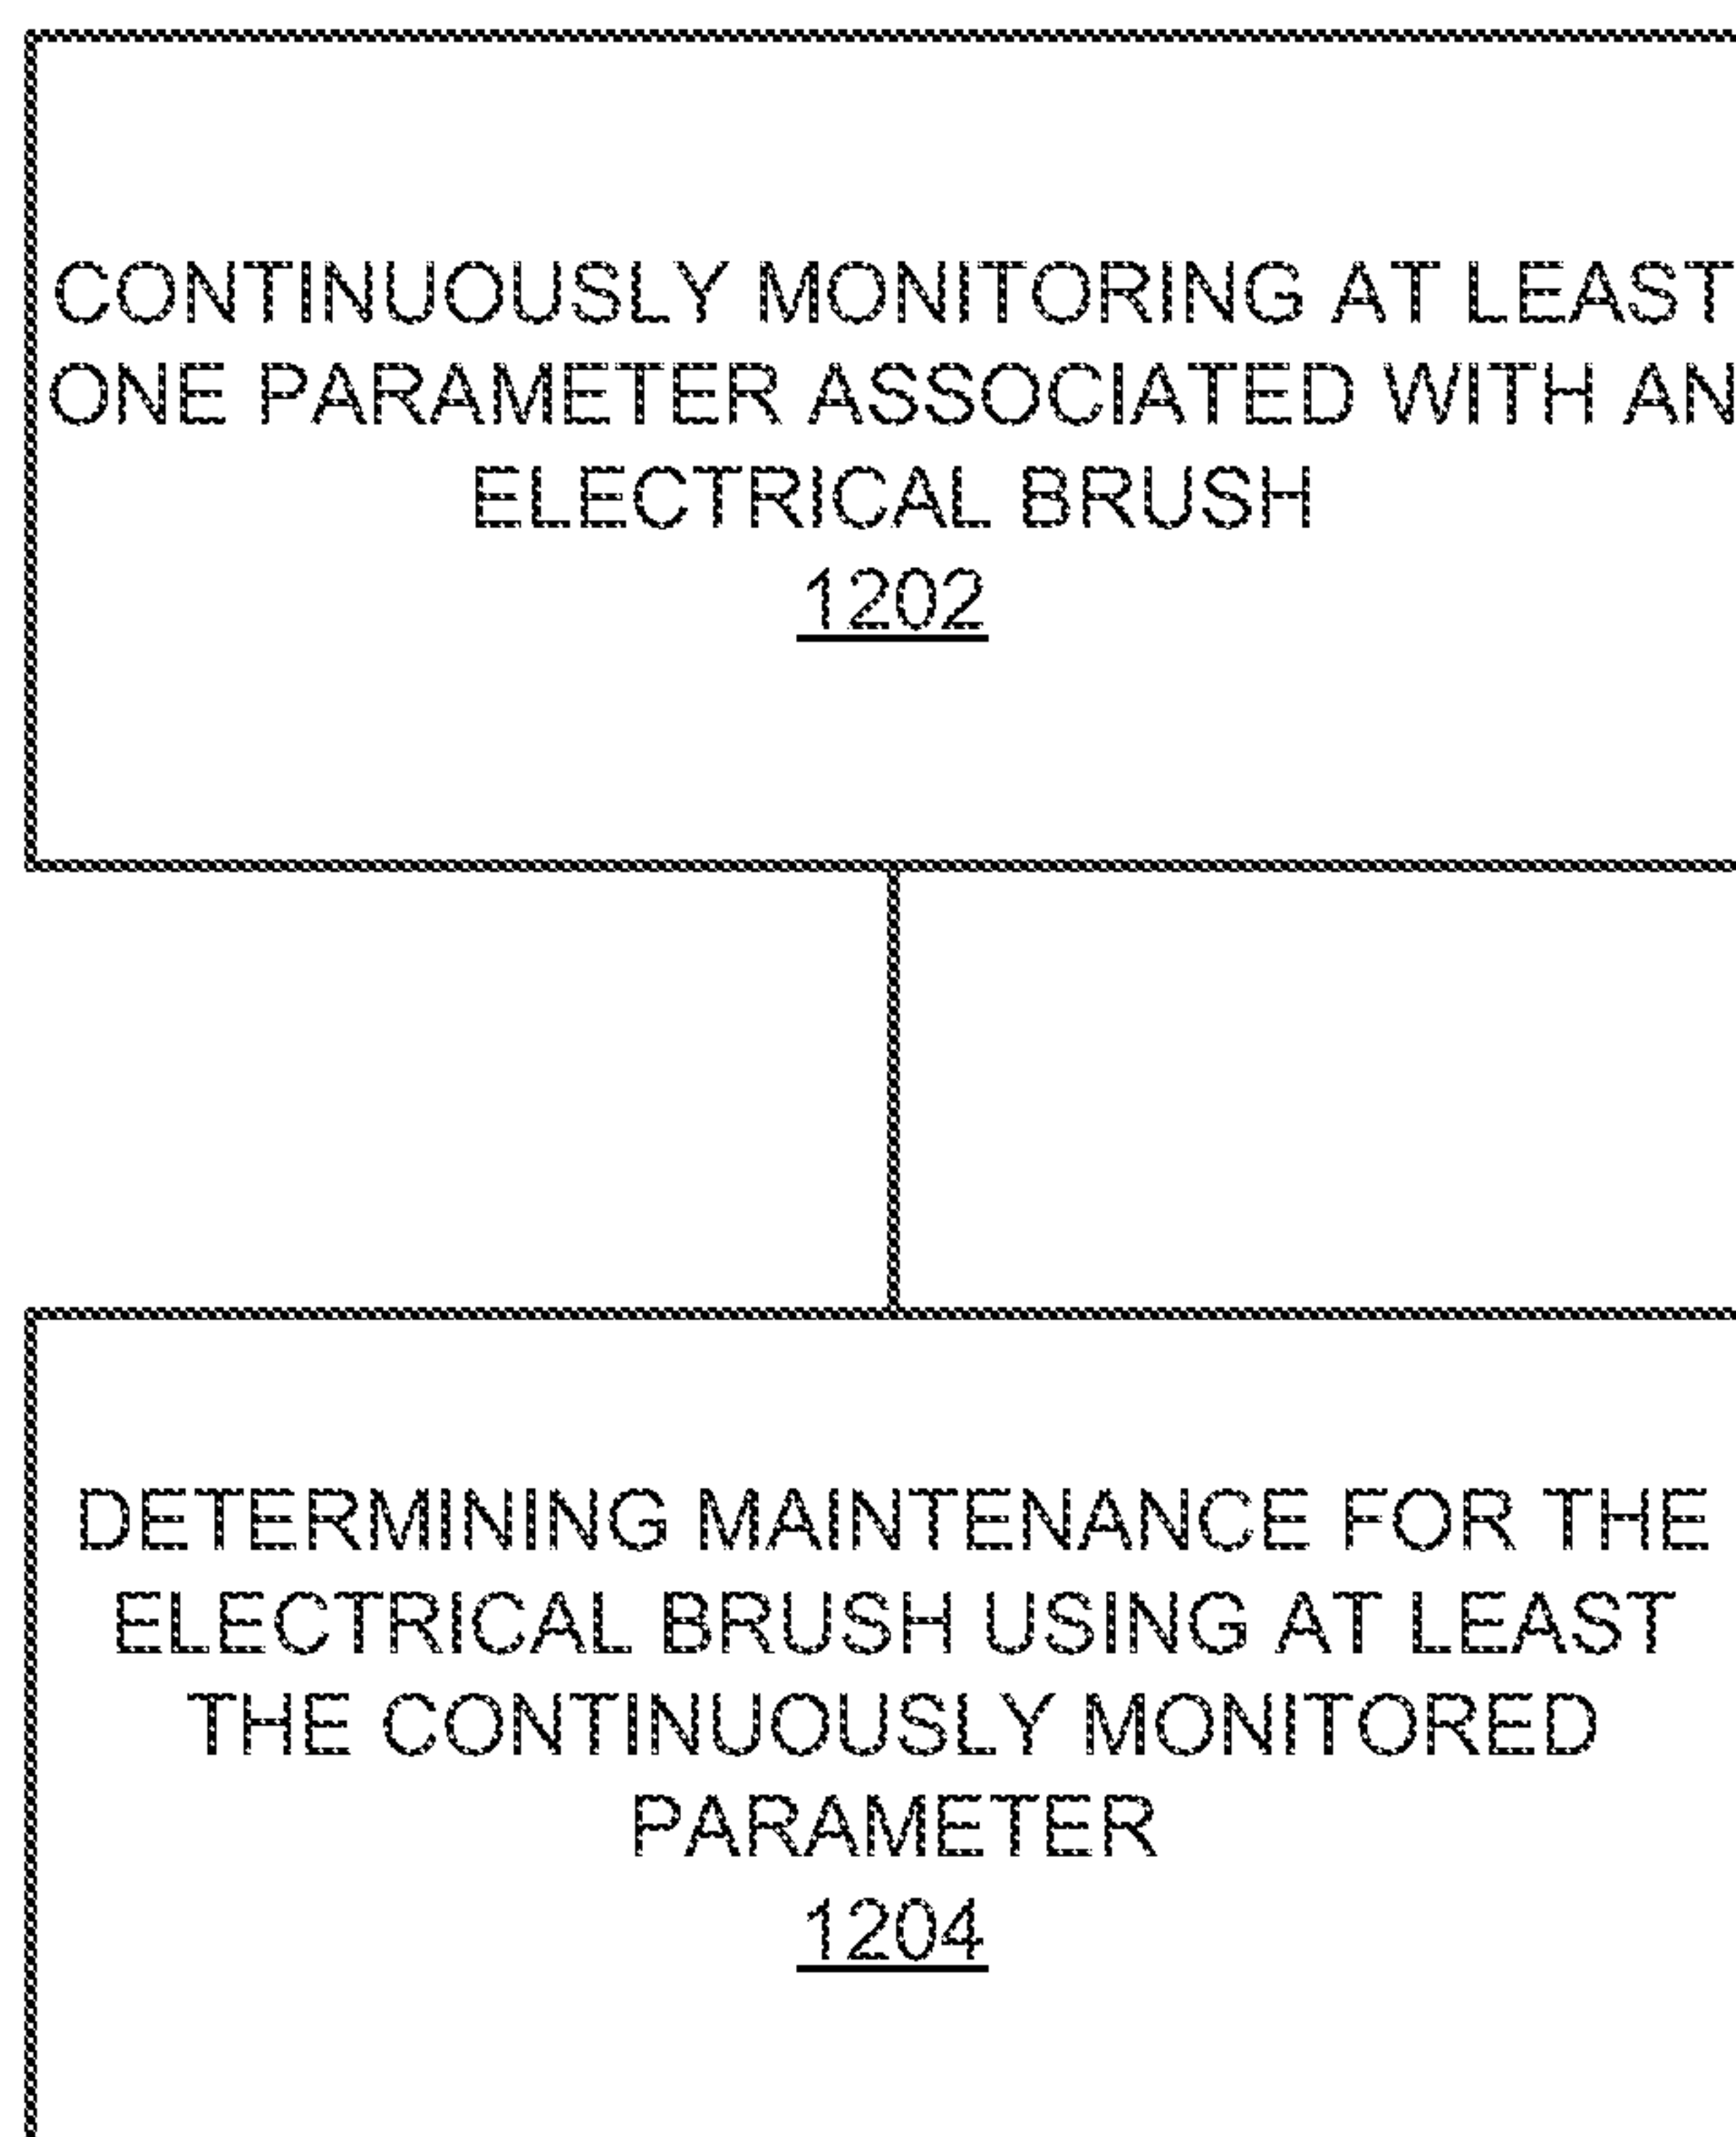 CONTINUOUSLY MONITORING AT LEAST
ONE PARAMETER ASSOCIATED WITH AN
ELECTRICAL BRUSH
1202
DETERMINING MAINTENANCE FOR THE
ELECTRICAL BRUSH USING AT LEAST
THE CONTINUOUSLY MONITORED
PARAMETER
1204